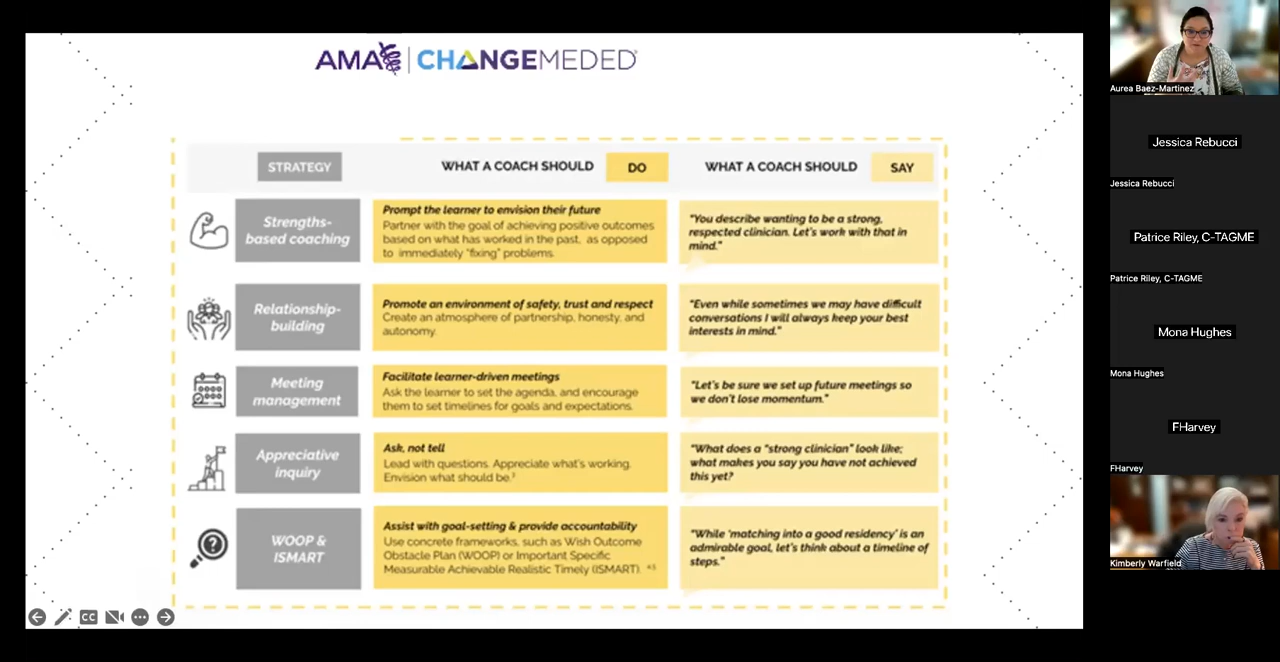 AMA | CHANGEMEDED
STRATEGY
WHAT A COACH SHOULD DO
WHAT A COACH SHOULD SAY
Strengths-
based coaching
Prompt the learner to envision their future
Partner with the goal of achieving positive outcomes
based on what has worked in the past, as opposed
to immediately "fixing" problems.
"You describe wanting to be a strong,
respected clinician. Let's work with that in
mind."
Relationship-
building
Promote an environment of safety, trust and respect
Create an atmosphere of partnership, honesty, and
autonomy.
"Even while sometimes we may have difficult
conversations I will always keep your best
interests in mind."
Meeting
management
Facilitate learner-driven meetings
Ask the learner to set the agenda, and encourage
them to set timelines for goals and expectations.
"Let's be sure we set up future meetings so
we don't lose momentum."
Appreciative
inquiry
Ask, not tell
Lead with questions. Appreciate what's working.
Envision what should be.
"What does a "strong clinician" look like;
what makes you say you have not achieved
this yet?
WOOP &
ISMART
Assist with goal-setting & provide accountability
Use concrete frameworks, such as Wish Outcome
Obstacle Plan (WOOP) or Important Specific
Measurable Achievable Realistic Timely (ISMART).
"While 'matching into a good residency' is an
admirable goal, let's think about a timeline of
steps."
CC
Aurea Baez-Martinez
Jessica Rebucci
Jessica Rebucci
Patrice Riley, C-TAGME
Patrice Riley, C-TAGME
Mona Hughes
Mona Hughes
FHarvey
FHarvey
Kimberly Warfield